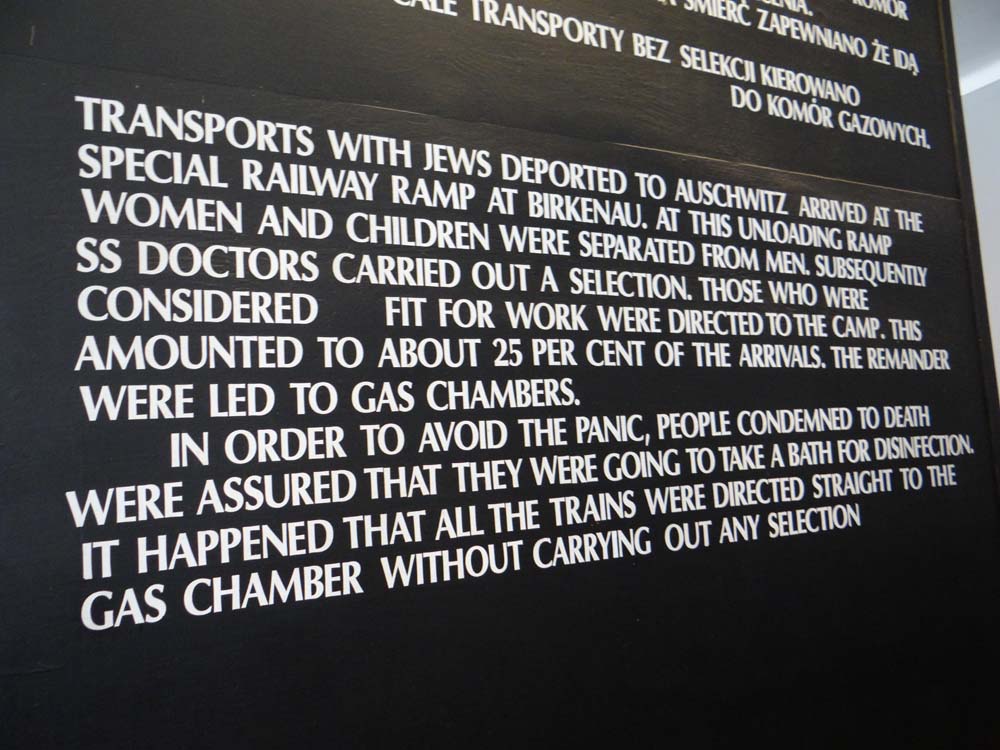 CENIA. KOMÓR
ŚMIERĆ ZAPEWNIANO ŻE IDĄ
CAŁE TRANSPORTY BEZ SELEKCJI KIEROWANO
DO KOMÓR GAZOWYCH.
TRANSPORTS WITH JEWS DEPORTED TO AUSCHWITZ ARRIVED AT THE
SPECIAL RAILWAY RAMP AT BIRKENAU. AT THIS UNLOADING RAMP
WOMEN AND CHILDREN WERE SEPARATED FROM MEN. SUBSEQUENTLY
SS DOCTORS CARRIED OUT A SELECTION. THOSE WHO WERE
CONSIDERED FIT FOR WORK WERE DIRECTED TO THE CAMP. THIS
AMOUNTED TO ABOUT 25 PER CENT OF THE ARRIVALS. THE REMAINDER
WERE LED TO GAS CHAMBERS.
IN ORDER TO AVOID THE PANIC, PEOPLE CONDEMNED TO DEATH
WERE ASSURED THAT THEY WERE GOING TO TAKE A BATH FOR DISINFECTION.
IT HAPPENED THAT ALL THE TRAINS WERE DIRECTED STRAIGHT TO THE
GAS CHAMBER WITHOUT CARRYING OUT ANY SELECTION